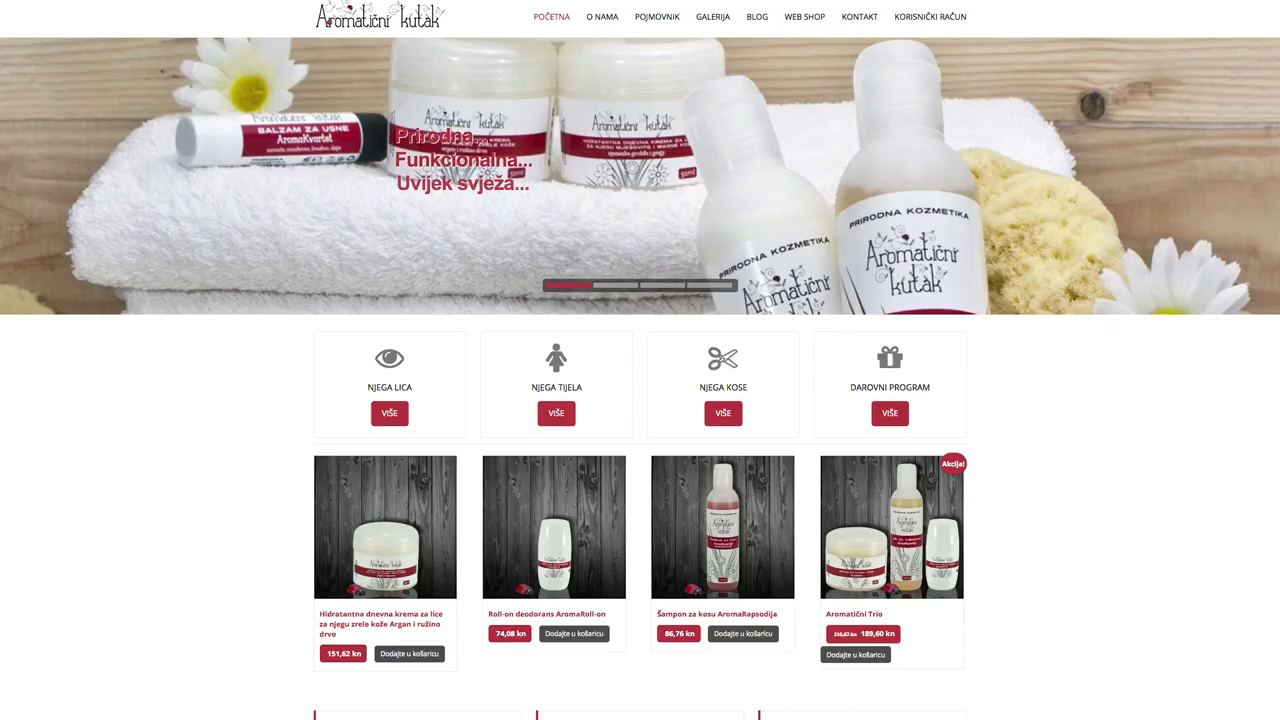 Aromatični kutak
POČETNA
O NAMA
POJMOVNIK
GALERIJA
BLOG
WEB SHOP
KONTAKT
KORISNIČKI RAČUN
Aromatični kutak
BALZAM ZA USNE
AromaKvartet
Aromatični kutak
Aromatični kutak
50ml
Prirodna...
Funkcionalna...
Uvijek svježa...
PRIRODNA KOZMETIKA
Aromatični
kutak
PRIRODNA KOZMETIKA
Aromatični
kutak
NJEGA LICA
VIŠE
NJEGA TIJELA
VIŠE
NJEGA KOSE
VIŠE
DAROVNI PROGRAM
VIŠE
Akcija!
Hidratantna dnevna krema za lice
za njegu zrele kože Argan i ružino
drvo
151,62 kn
Dodajte u košaricu
Roll-on deodorans AromaRoll-on
74,08 kn
Dodajte u košaricu
Šampon za kosu AromaRapsodija
86,76 kn
Dodajte u košaricu
Aromatični Trio
189,60 kn
Dodajte u košaricu